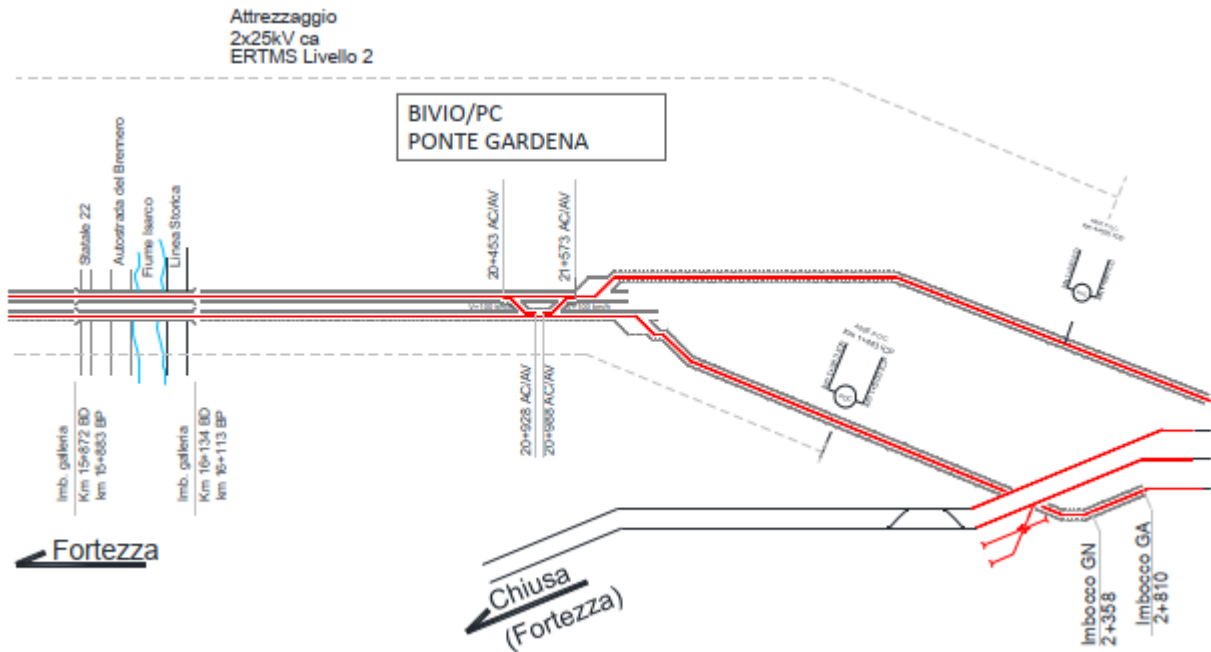 Attrezzaggio
2x25kV ca
ERTMS Livello 2
BIVIO/PC
PONTE GARDENA
Statale 22
Autostrada del Brennero
Fiume Isarco
Linea Storica
20+453 AC/AV
21+573 AC/AV
20+928 AC/AV
20+988 AC/AV
Imb. galleria
Km 15+872 BD
km 15+883 BP
Imb. galleria
Km 16+134 BD
km 16+113 BP
Fortezza
Chiusa
(Fortezza)
Imbocco GN
2+358
Imbocco GA
2+810